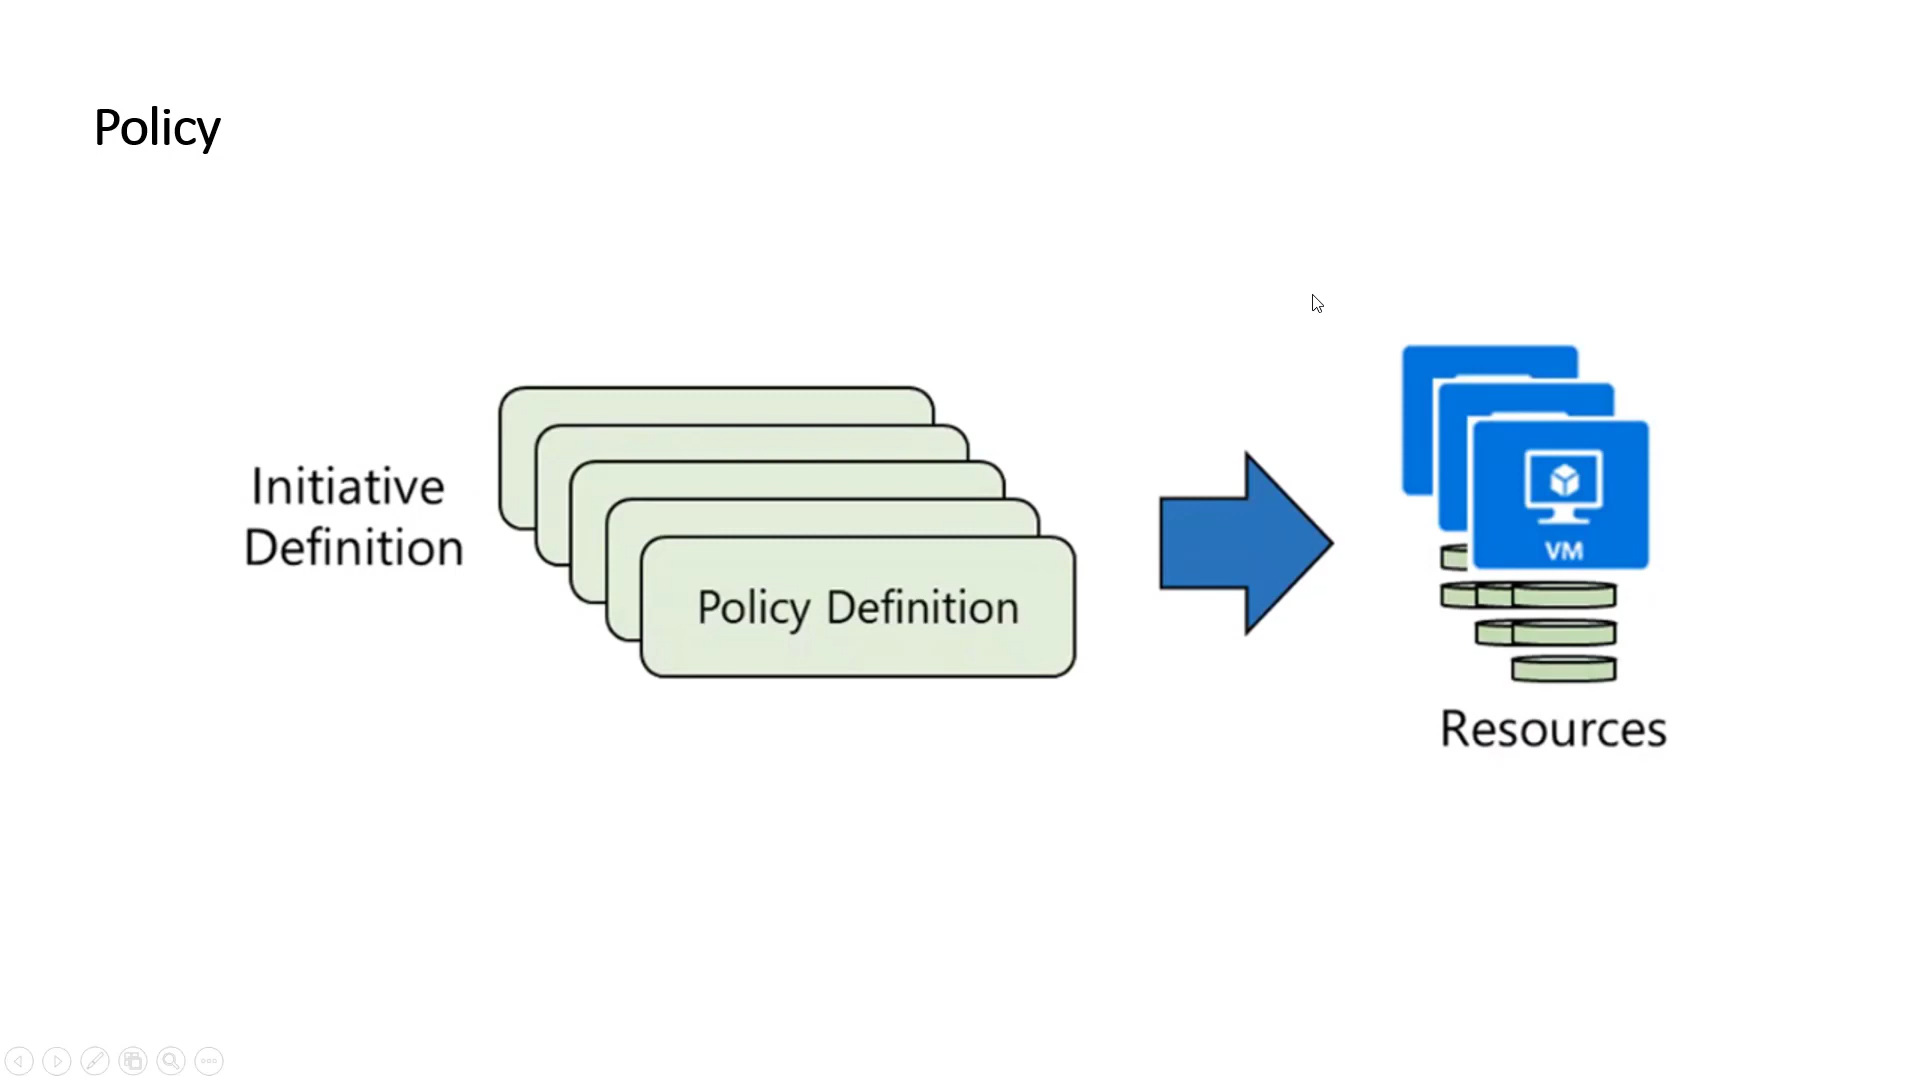 Policy
Initiative
Definition
Policy Definition
VM
Resources